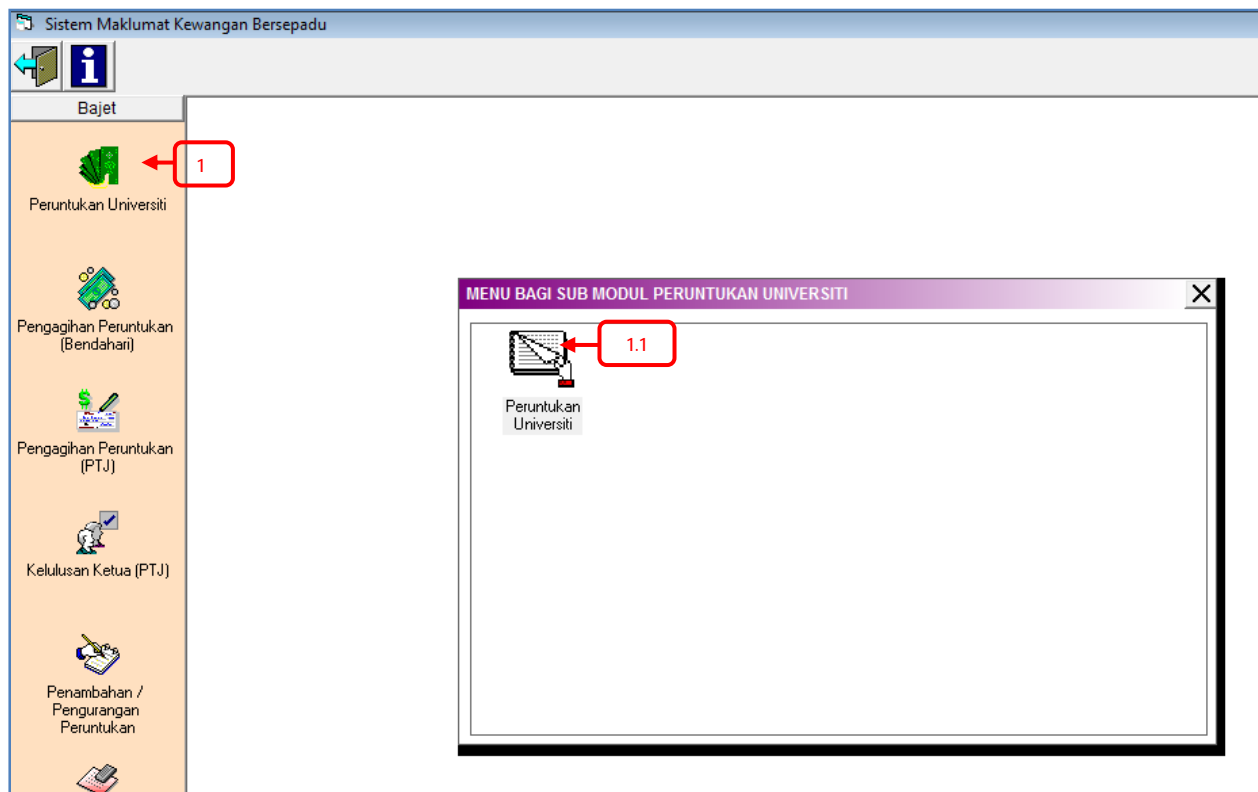 Sistem Maklumat Kewangan Bersepadu
i
Bajet
1
Peruntukan Universiti
Pengagihan Peruntukan
(Bendahari)
Pengagihan Peruntukan
(PTJ)
Kelulusan Ketua (PTJ)
Penambahan /
Pengurangan
Peruntukan
MENU BAGI SUB MODUL PERUNTUKAN UNIVERSITI
1.1
Peruntukan
Universiti